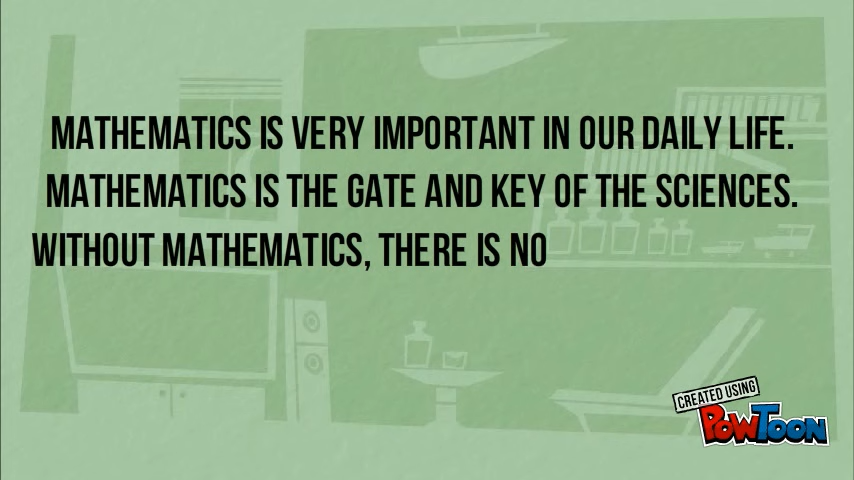 MATHEMATICS IS VERY IMPORTANT IN OUR DAILY LIFE.
MATHEMATICS IS THE GATE AND KEY OF THE SCIENCES.
WITHOUT MATHEMATICS, THERE IS NO
CREATED USING
POWTOON